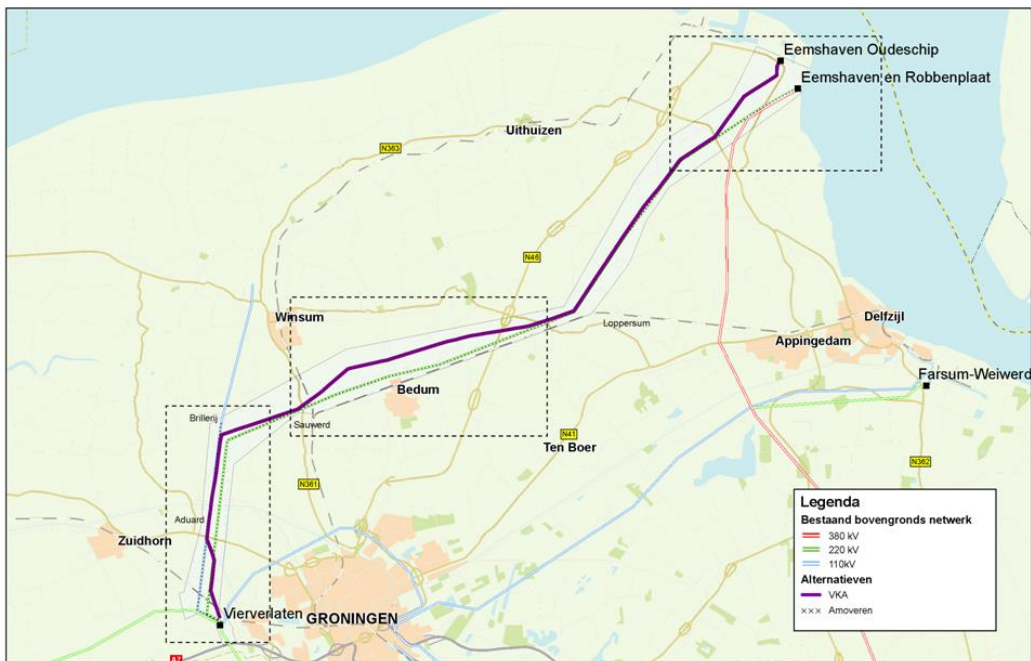 Eemshaven Oudeschip
Eemshaven en Robbenplaat
Uithuizen
N363
N46
Winsum
Loppersum
Delfzijl
Appingedam
Farsum-Weiwerd
Bedum
Brillerij
Sauwerd
N41
Ten Boer
N362
N361
Aduard
Zuidhorn
Vierverlaten
GRONINGEN
A7
Legenda
Bestaand bovengronds netwerk
380 kV
220 kV
110kV
Alternatieven
VKA
Amoveren